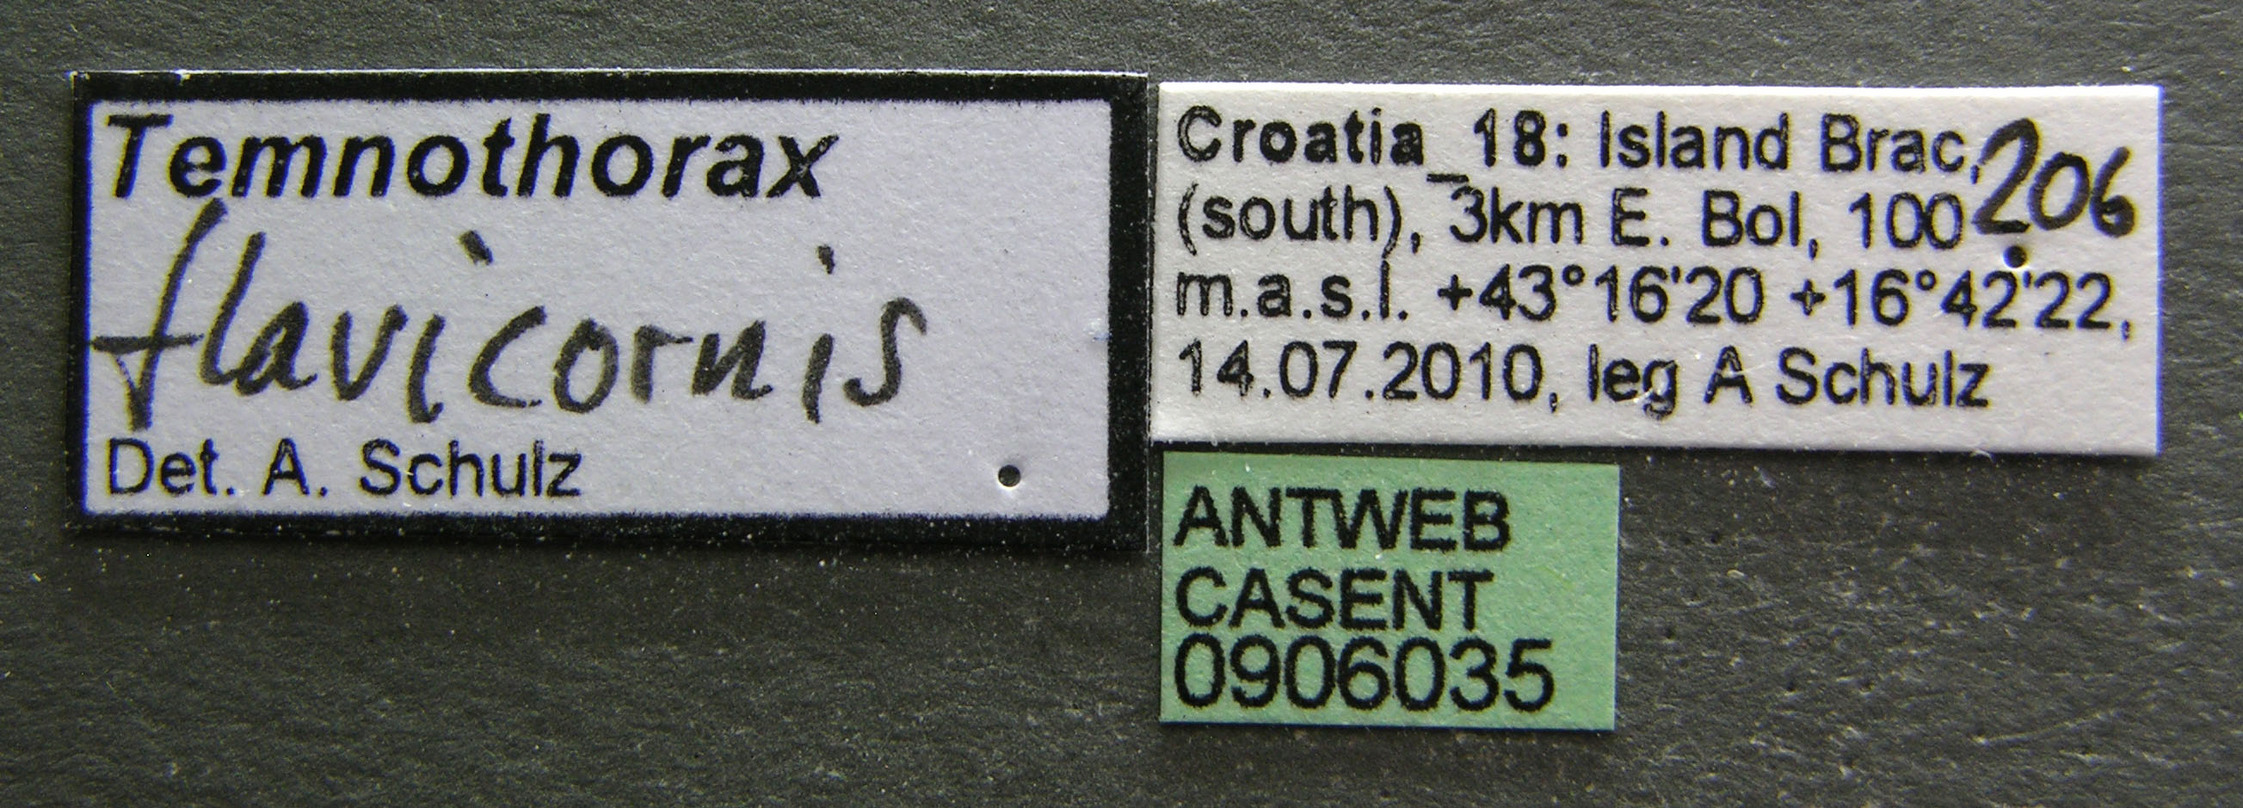 Temnothorax
flavicornis
Det. A. Schulz
Croatia_18: Island Brac,
206
(south), 3km E. Bol, 100
m.a.s.l. +43°16'20 +16°42'22,
14.07.2010, leg A Schulz
ANTWEB
CASENT
0906035